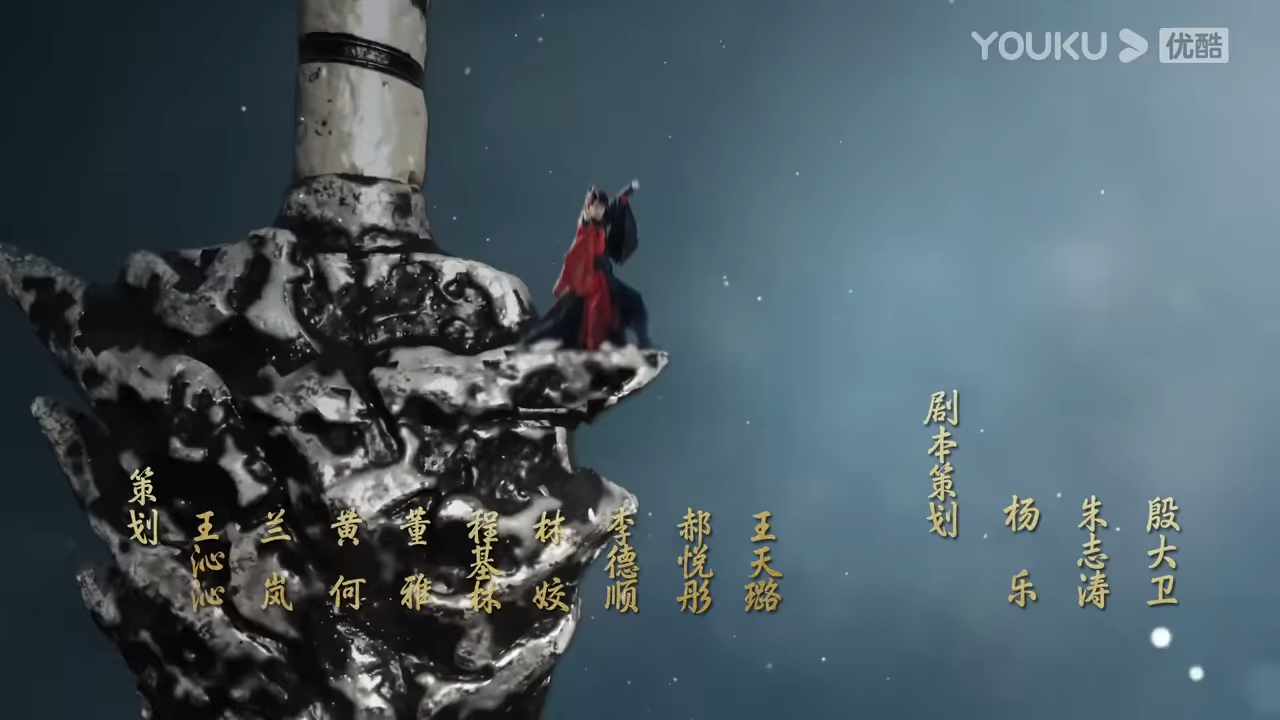 YOUKU 优酷
策划
王沁沁
兰岚
黄何
董雅
程基林
林姣
李德顺
郝悦彤
王天璐
剧本策划
杨乐
朱志涛
殷大卫